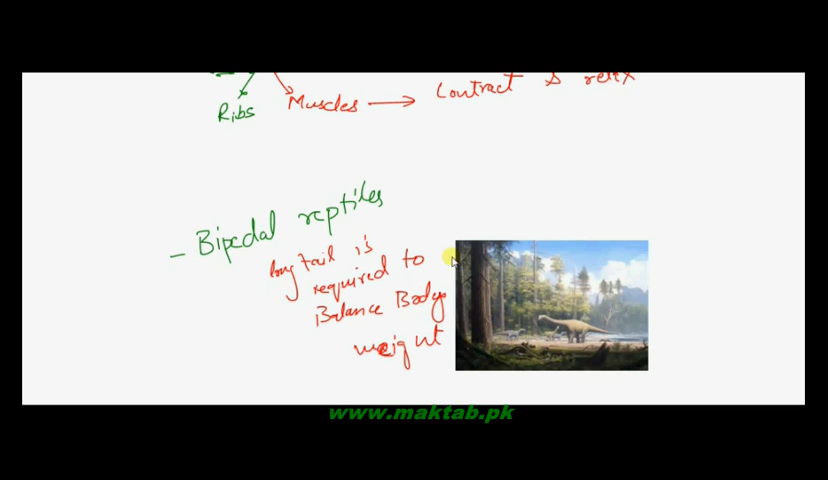 Contract & relax
Ribs
Muscles
- Bipedal reptiles
long tail is
required to
Balance Body
weight
www.maktab.pk